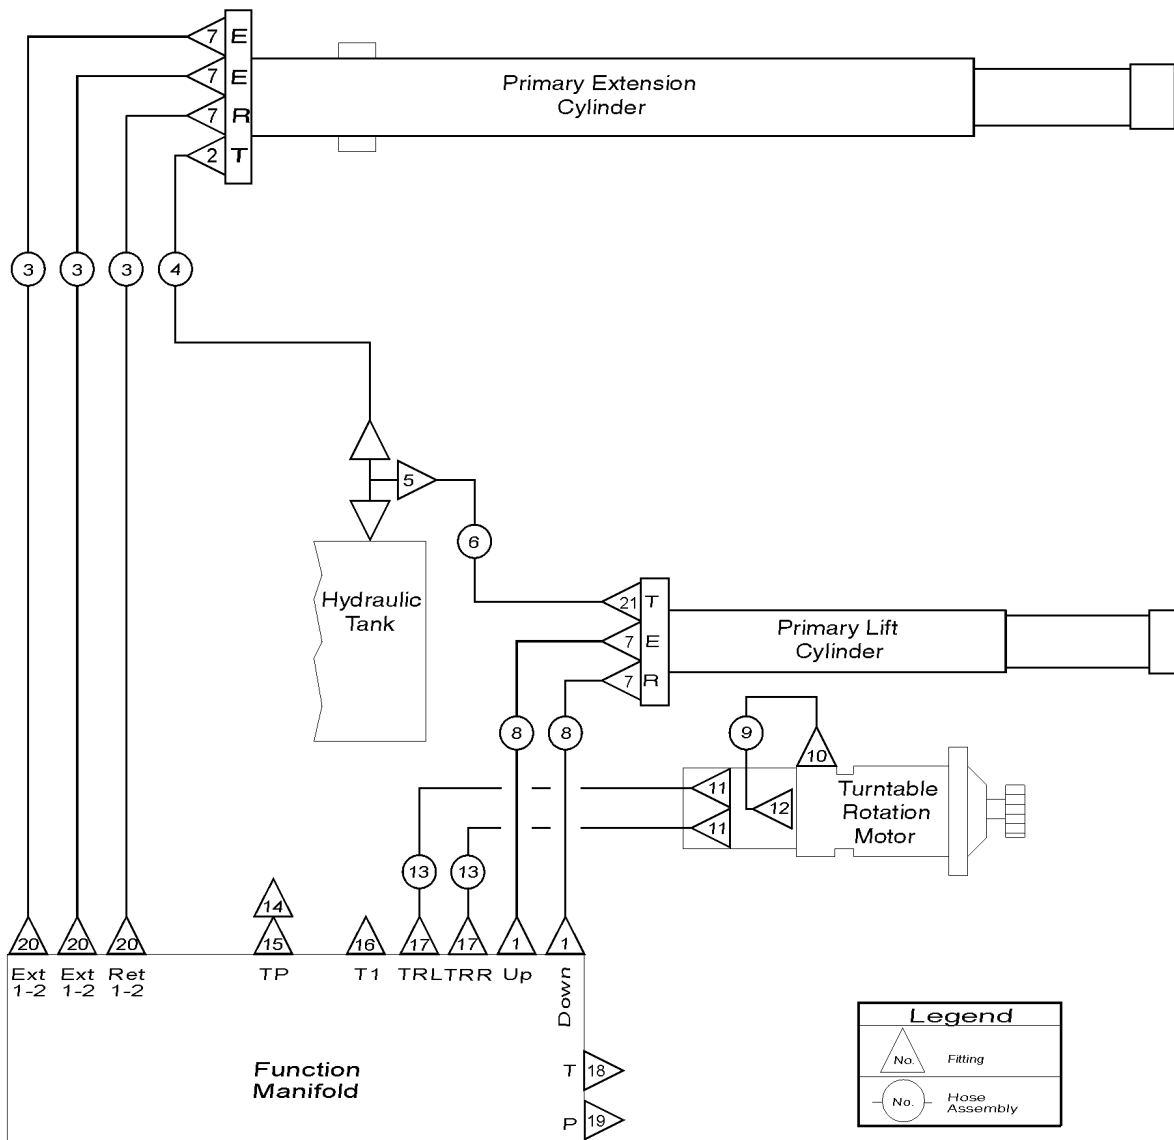 7 E
7 E
7 R
2 T
Primary Extension
Cylinder
3 3 3 4
5
6
Hydraulic
Tank
21 T
7 E
7 R
Primary Lift
Cylinder
8 8 9
10
11
12
11
Turntable
Rotation
Motor
13 13
14
20 20 20 15 16 17 17 1 1
Ext Ext Ret TP T1 TRL TRR Up Down
1-2 1-2 1-2
Function
Manifold
T 18
P 19
Legend
No. Fitting
No. Hose
Assembly